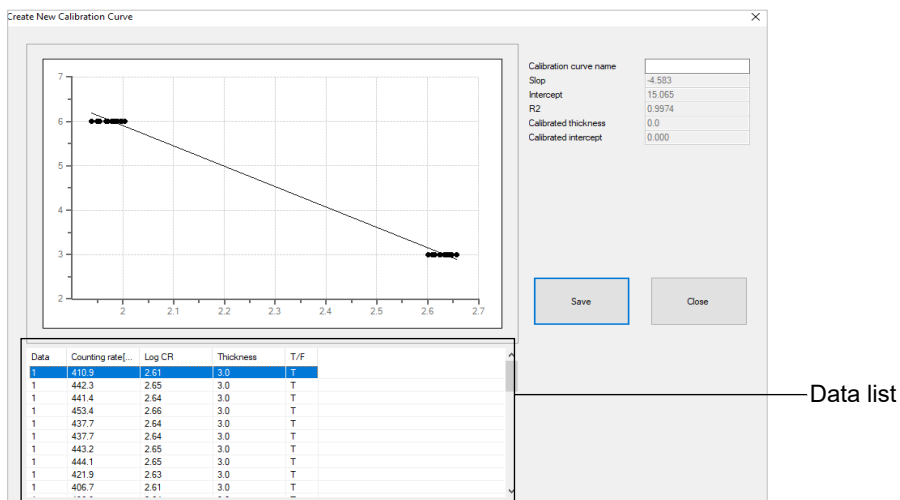 Create New Calibration Curve
7
6
5
4
3
2
2 2.1 2.2 2.3 2.4 2.5 2.6 2.7
Calibration curve name
Slop -4.583
Intercept 15.065
R2 0.9974
Calibrated thickness 0.0
Calibrated intercept 0.000
Save Close
Data Counting rate[... Log CR Thickness T/F
1 410.9 2.61 3.0 T
1 442.3 2.65 3.0 T
1 441.4 2.64 3.0 T
1 453.4 2.66 3.0 T
1 437.7 2.64 3.0 T
1 437.7 2.64 3.0 T
1 443.2 2.65 3.0 T
1 444.1 2.65 3.0 T
1 421.9 2.63 3.0 T
1 406.7 2.61 3.0 T
Data list